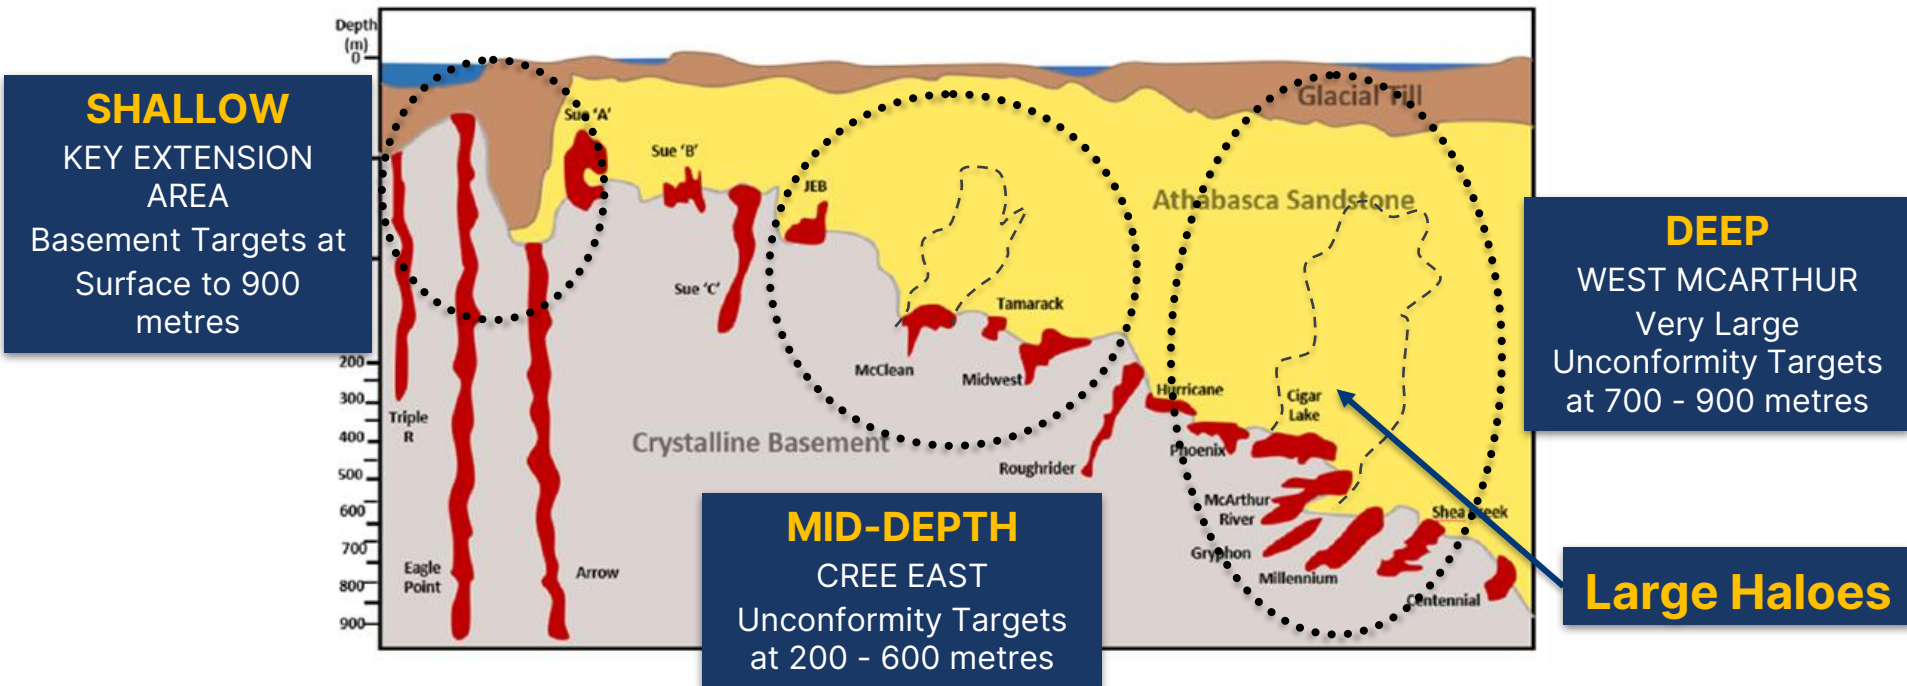 Depth
(m)
0
SHALLOW
KEY EXTENSION
AREA
Basement Targets at
Surface to 900
metres
Glacial Till
Sue 'A'
Sue 'B'
JEB
Athabasca Sandstone
Sue 'C'
Tamarack
McClean
Midwest
DEEP
WEST MCARTHUR
Very Large
Unconformity Targets
at 700 - 900 metres
200
300
400
500
600
700
800
900
Triple
R
Crystalline Basement
Hurricane
Cigar
Lake
Phoenix
Roughrider
McArthur
River
Shea
Gryphon
Millennium
Centennial
Eagle
Point
Arrow
MID-DEPTH
CREE EAST
Unconformity Targets
at 200 - 600 metres
Large Haloes